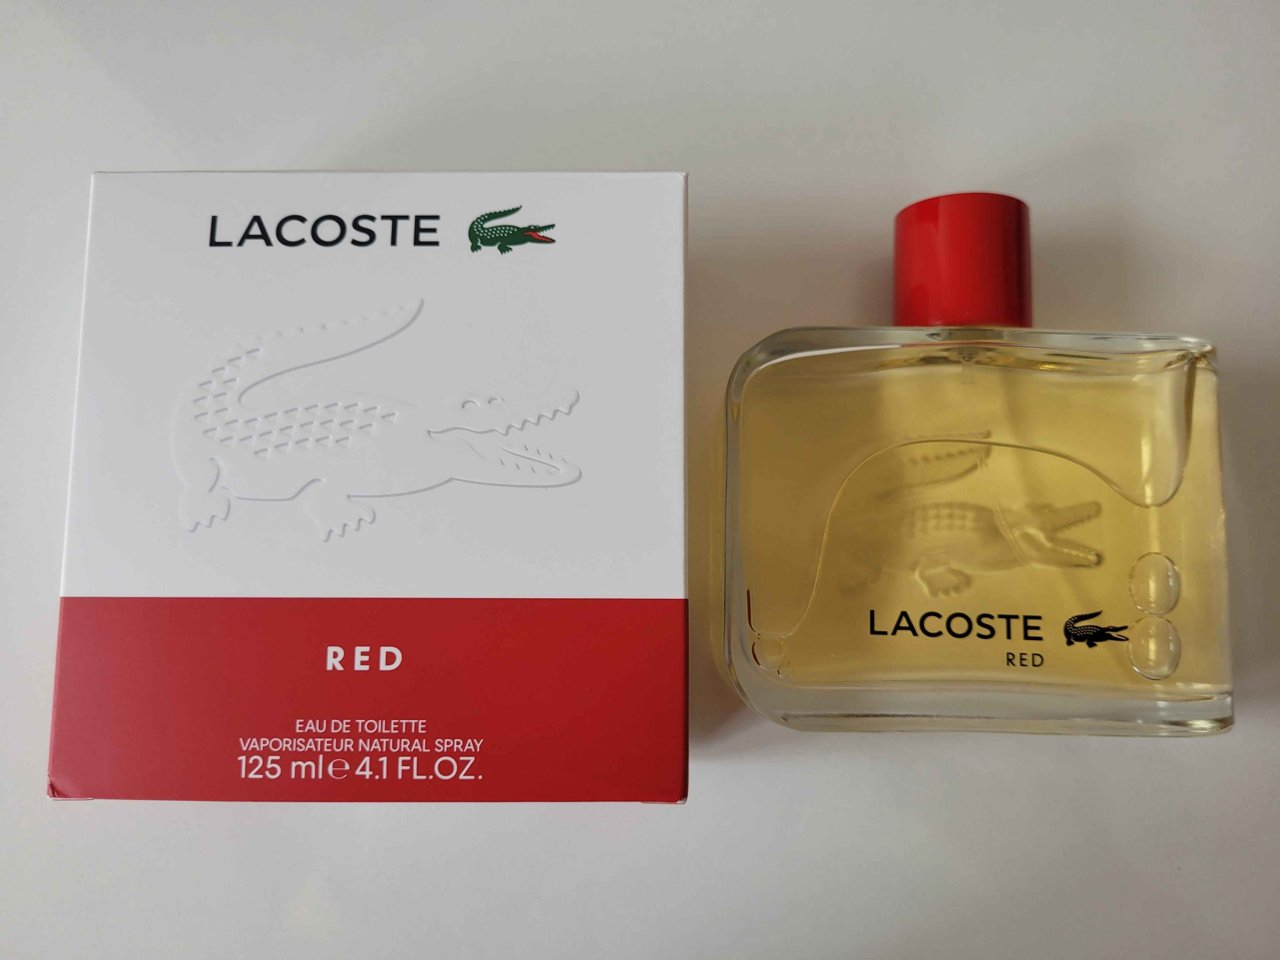 LACOSTE
RED
EAU DE TOILETTE
VAPORISATEUR NATURAL SPRAY
125 ml℮ 4.1 FL.OZ.
LACOSTE
RED